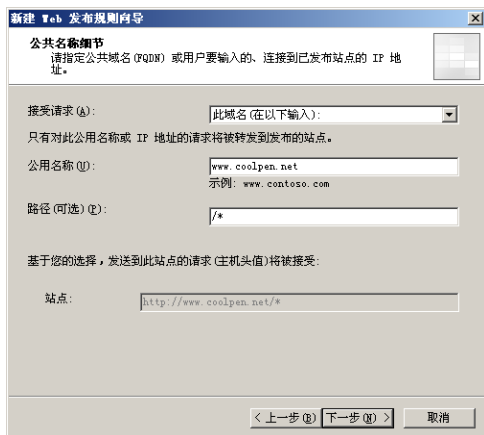 新建 Web 发布规则向导
公共名称细节
请指定公共域名(FQDN) 或用户要输入的、连接到已发布站点的 IP 地
址。
接受请求(A):
此域名(在以下输入):
只有对此公用名称或 IP 地址的请求将被转发到发布的站点。
公用名称(U):
www.coolpen.net
示例: www.contoso.com
路径(可选)(P):
/*
基于您的选择，发送到此站点的请求(主机头值)将被接受:
站点:
http://www.coolpen.net/*
< 上一步(B) 下一步(N) > 取消